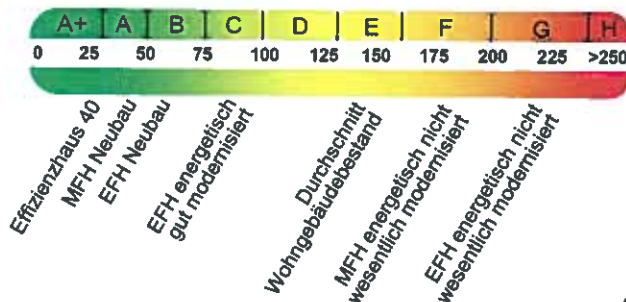 A+ A B C D E F G H
0 25 50 75 100 125 150 175 200 225 >250
Effizienzhaus 40
MFH Neubau
EFH Neubau
EFH energetisch
gut modernisiert
Durchschnitt
Wohngebäudebestand
MFH energetisch nicht
wesentlich modernisiert
EFH energetisch nicht
wesentlich modernisiert